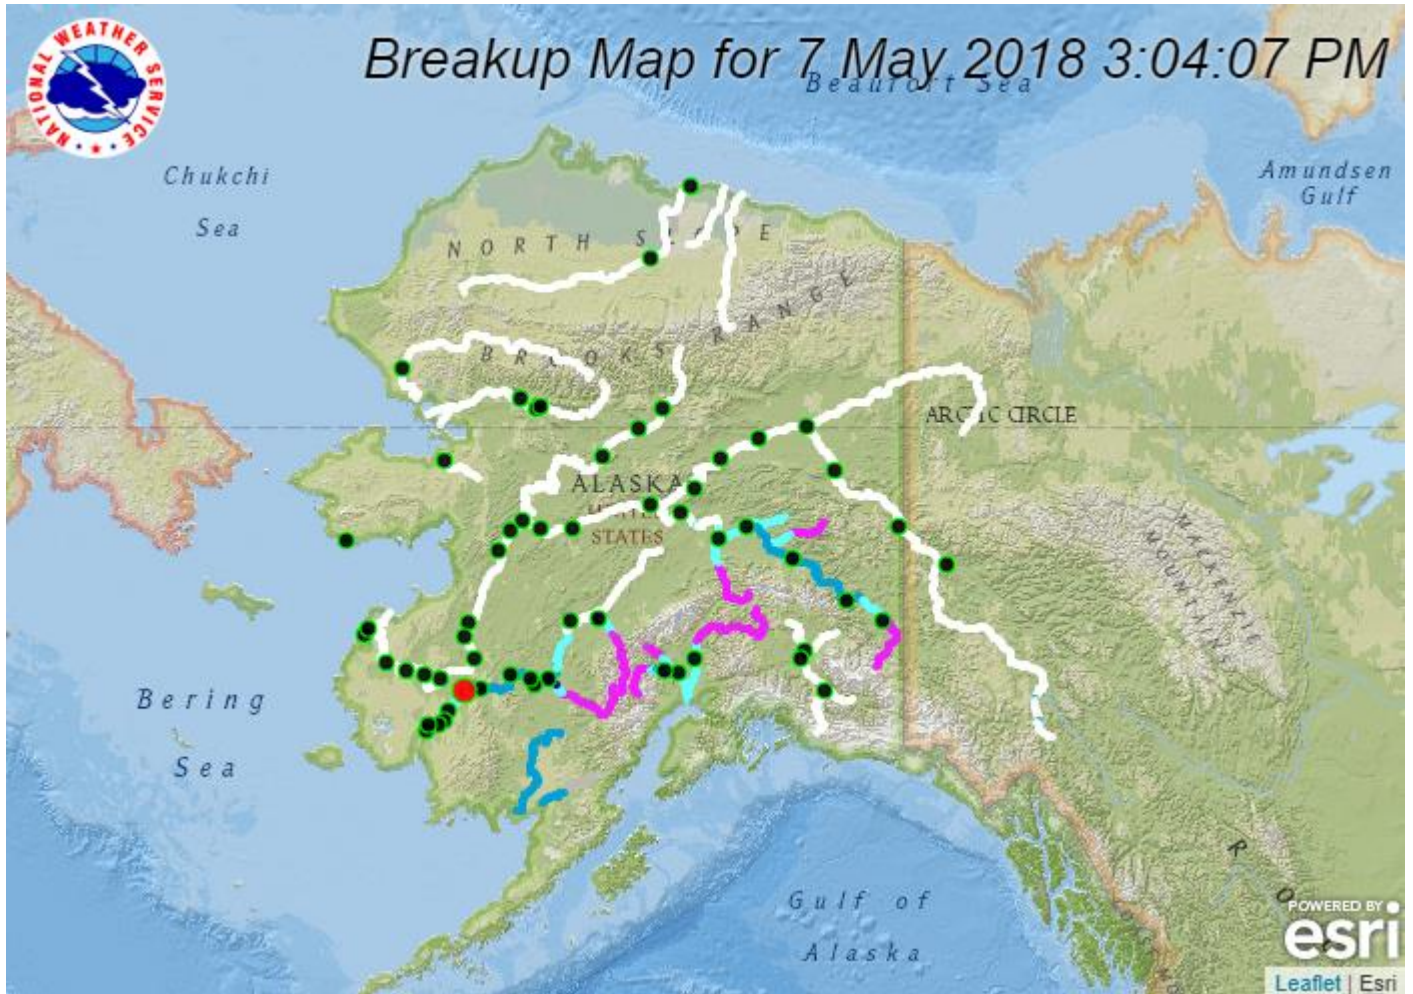 NATIONAL WEATHER SERVICE
Breakup Map for 7 May 2018 3:04:07 PM
Beaufort Sea
Chukchi
Sea
Amundsen
Gulf
NORTH SLOPE
BROOKS RANGE
ARCTIC CIRCLE
ALASKA
UNITED
STATES
MACKENZIE
MOUNTAINS
Bering
Sea
Gulf of
Alaska
R O
POWERED BY
esri
Leaflet | Esri